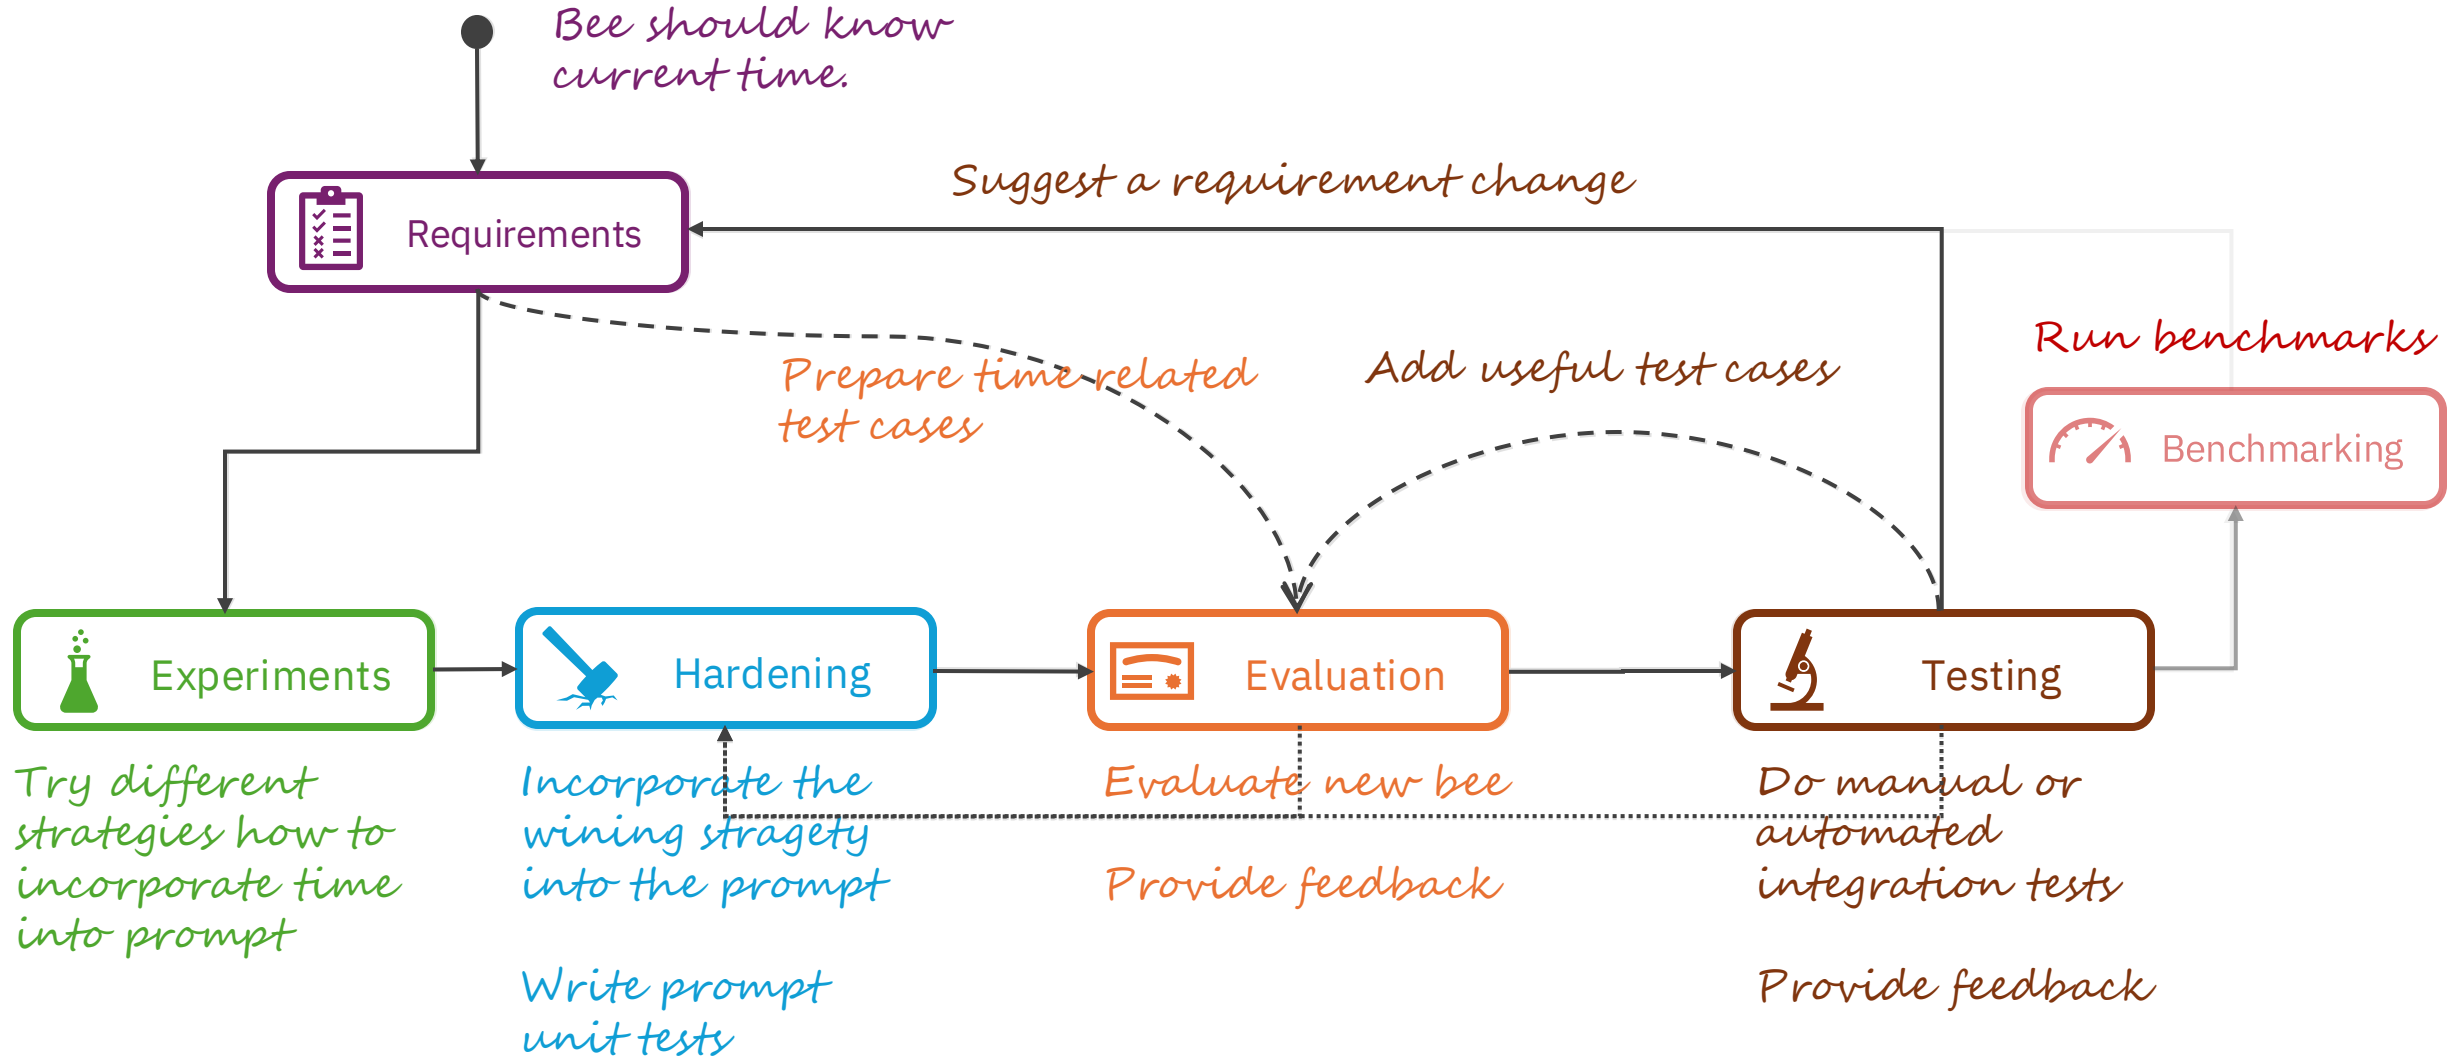 Bee should know
current time.
Suggest a requirement change
Requirements
Run benchmarks
Prepare time related
test cases
Add useful test cases
Benchmarking
Experiments
Hardening
Evaluation
Testing
Try different
strategies how to
incorporate time
into prompt
Incorporate the
wining stragety
into the prompt
Write prompt
unit tests
Evaluate new bee
Provide feedback
Do manual or
automated
integration tests
Provide feedback